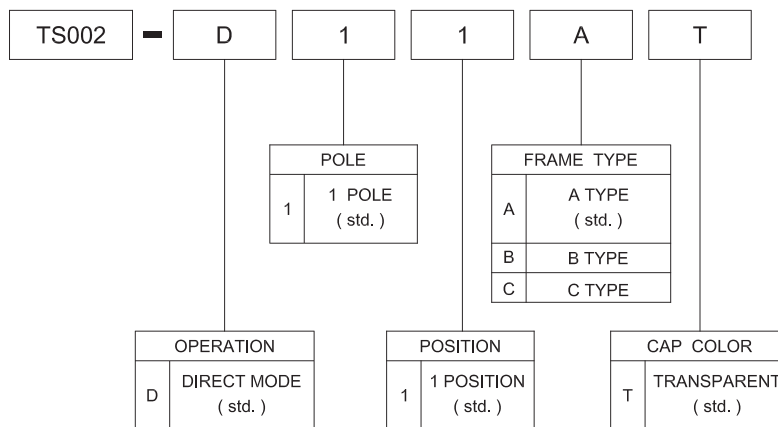 TS002 - D 1 1 A T
POLE
1 1 POLE
( std. )
FRAME TYPE
A A TYPE
( std. )
B B TYPE
C C TYPE
OPERATION
D DIRECT MODE
( std. )
POSITION
1 1 POSITION
( std. )
CAP COLOR
T TRANSPARENT
( std. )